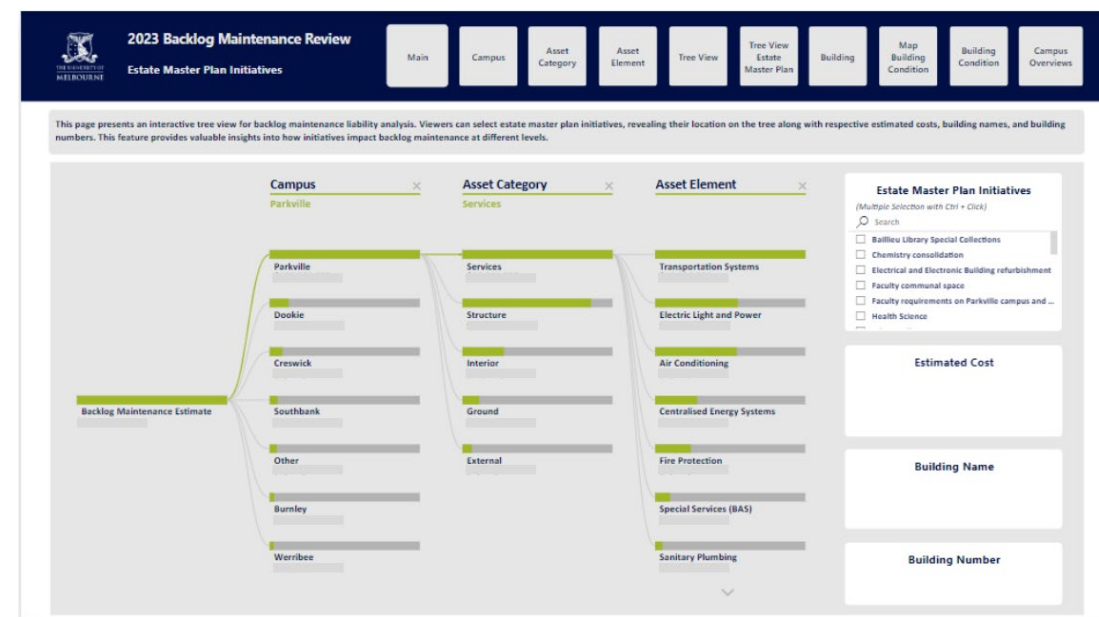 THE UNIVERSITY OF
MELBOURNE
2023 Backlog Maintenance Review
Estate Master Plan Initiatives
Main
Campus
Asset
Category
Asset
Element
Tree View
Tree View
Estate
Master Plan
Building
Map
Building
Condition
Building
Condition
Campus
Overviews
This page presents an interactive tree view for backlog maintenance liability analysis. Viewers can select estate master plan initiatives, revealing their location on the tree along with respective estimated costs, building names, and building
numbers. This feature provides valuable insights into how initiatives impact backlog maintenance at different levels.
Backlog Maintenance Estimate
Campus
Parkville
Parkville
Dookie
Creswick
Southbank
Other
Burnley
Werribee
Asset Category
Services
Services
Structure
Interior
Ground
External
Asset Element
Transportation Systems
Electric Light and Power
Air Conditioning
Centralised Energy Systems
Fire Protection
Special Services (BAS)
Sanitary Plumbing
Estate Master Plan Initiatives
(Multiple Selection with Ctrl + Click)
Search
Baillieu Library Special Collections
Chemistry consolidation
Electrical and Electronic Building refurbishment
Faculty communal space
Faculty requirements on Parkville campus and ...
Health Science
Estimated Cost
Building Name
Building Number